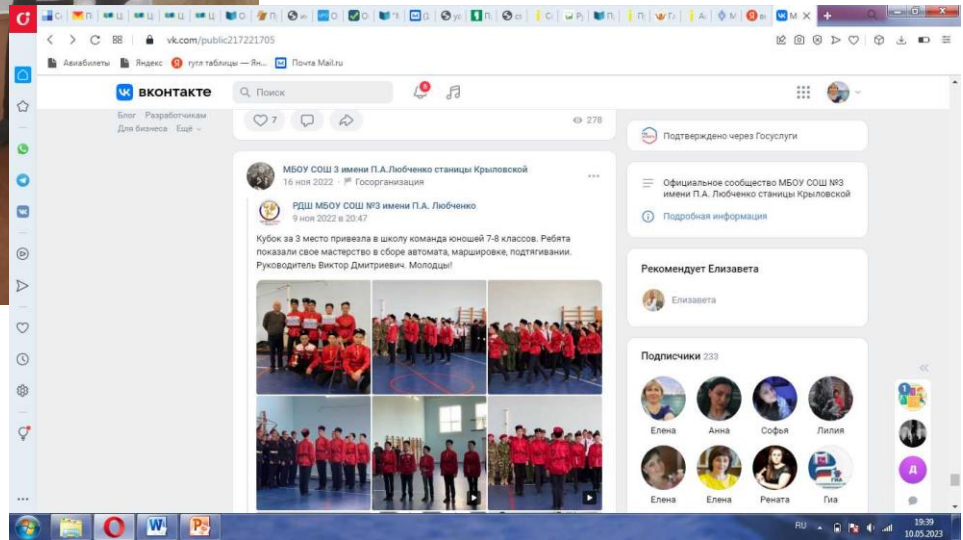 vk.com/public217221705
Авиабилеты Яндекс гугл таблицы — Ян... Почта Mail.ru
вконтакте Поиск 8
Блог Разработчикам
Для бизнеса Ещё
7 278
МБОУ СОШ 3 имени П.А.Любченко станицы Крыловской
16 ноя 2022 · Госорганизация
РДШ МБОУ СОШ №3 имени П.А. Любченко
9 ноя 2022 в 20:47
Кубок за 3 место привезла в школу команда юношей 7-8 классов. Ребята
показали свое мастерство в сборе автомата, маршировке, подтягивании.
Руководитель Виктор Дмитриевич. Молодцы!
Подтверждено через Госуслуги
Официальное сообщество МБОУ СОШ №3
имени П.А. Любченко станицы Крыловской
Подробная информация
Рекомендует Елизавета
Елизавета
Подписчики 233
Елена Анна Софья Лилия
Елена Елена Рената Гиа
1
Д
RU 19:39
10.05.2023